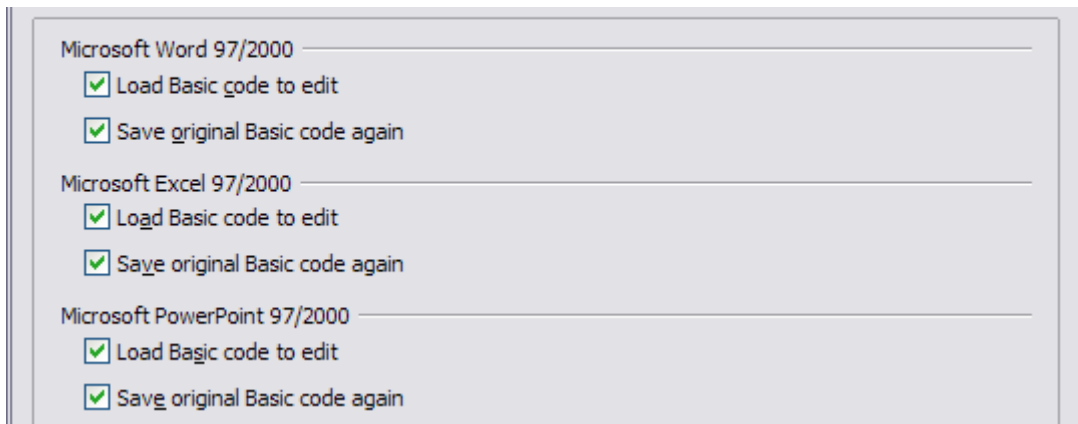 Microsoft Word 97/2000
Load Basic code to edit
Save original Basic code again
Microsoft Excel 97/2000
Load Basic code to edit
Save original Basic code again
Microsoft PowerPoint 97/2000
Load Basic code to edit
Save original Basic code again